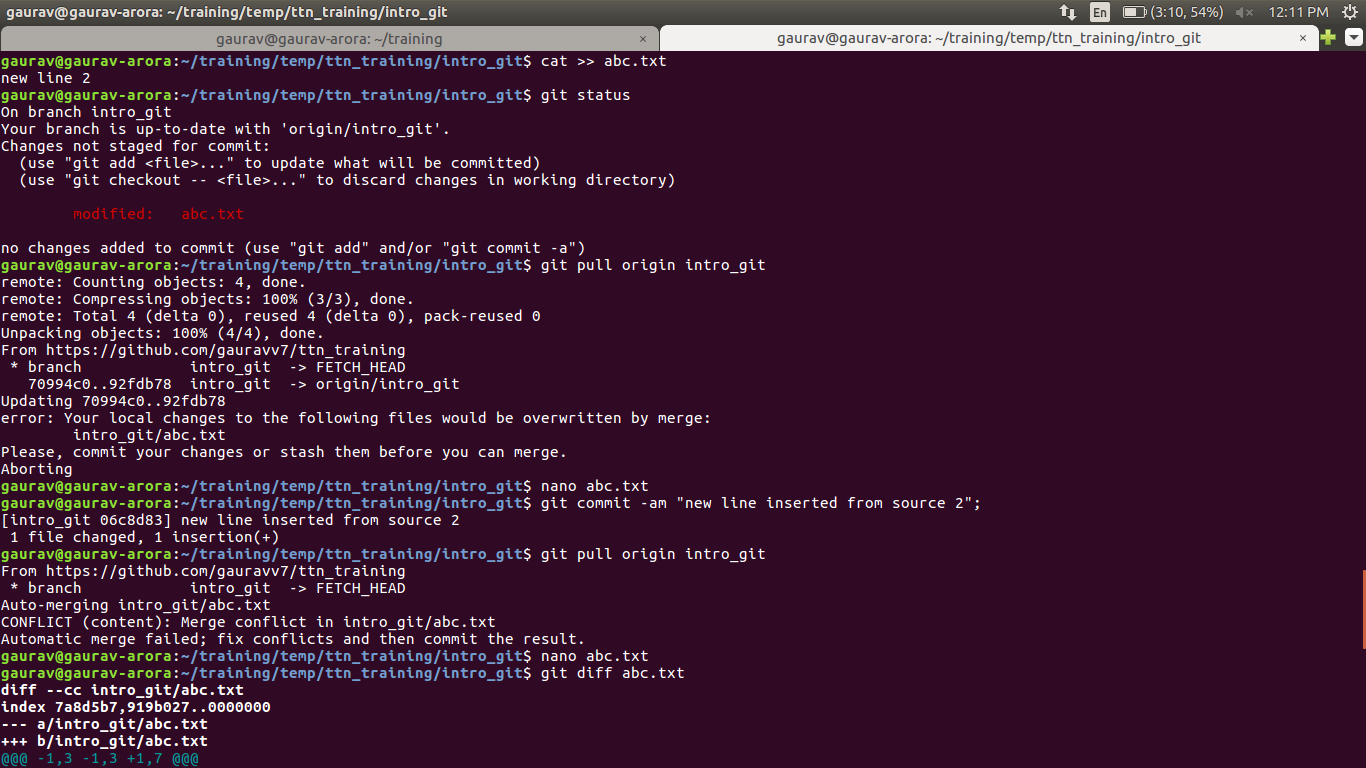 gaurav@gaurav-arora: ~/training/temp/ttn_training/intro_git
En (3:10, 54%) 12:11 PM
gaurav@gaurav-arora: ~/training × gaurav@gaurav-arora: ~/training/temp/ttn_training/intro_git ×
gaurav@gaurav-arora:~/training/temp/ttn_training/intro_git$ cat >> abc.txt
new line 2
gaurav@gaurav-arora:~/training/temp/ttn_training/intro_git$ git status
On branch intro_git
Your branch is up-to-date with 'origin/intro_git'.
Changes not staged for commit:
  (use "git add <file>..." to update what will be committed)
  (use "git checkout -- <file>..." to discard changes in working directory)
        modified:   abc.txt
no changes added to commit (use "git add" and/or "git commit -a")
gaurav@gaurav-arora:~/training/temp/ttn_training/intro_git$ git pull origin intro_git
remote: Counting objects: 4, done.
remote: Compressing objects: 100% (3/3), done.
remote: Total 4 (delta 0), reused 4 (delta 0), pack-reused 0
Unpacking objects: 100% (4/4), done.
From https://github.com/gauravv7/ttn_training
 * branch            intro_git  -> FETCH_HEAD
   70994c0..92fdb78  intro_git  -> origin/intro_git
Updating 70994c0..92fdb78
error: Your local changes to the following files would be overwritten by merge:
        intro_git/abc.txt
Please, commit your changes or stash them before you can merge.
Aborting
gaurav@gaurav-arora:~/training/temp/ttn_training/intro_git$ nano abc.txt
gaurav@gaurav-arora:~/training/temp/ttn_training/intro_git$ git commit -am "new line inserted from source 2";
[intro_git 06c8d83] new line inserted from source 2
 1 file changed, 1 insertion(+)
gaurav@gaurav-arora:~/training/temp/ttn_training/intro_git$ git pull origin intro_git
From https://github.com/gauravv7/ttn_training
 * branch            intro_git  -> FETCH_HEAD
Auto-merging intro_git/abc.txt
CONFLICT (content): Merge conflict in intro_git/abc.txt
Automatic merge failed; fix conflicts and then commit the result.
gaurav@gaurav-arora:~/training/temp/ttn_training/intro_git$ nano abc.txt
gaurav@gaurav-arora:~/training/temp/ttn_training/intro_git$ git diff abc.txt
diff --cc intro_git/abc.txt
index 7a8d5b7,919b027..0000000
--- a/intro_git/abc.txt
+++ b/intro_git/abc.txt
@@@ -1,3 -1,3 +1,7 @@@